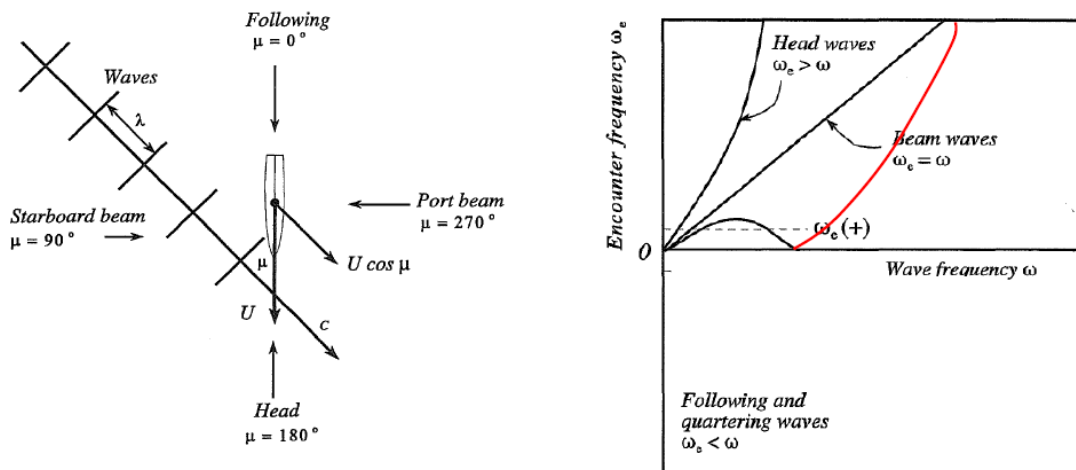 Following
μ = 0°
Waves
λ
Starboard beam
μ = 90°
Port beam
μ = 270°
μ
U cos μ
U
c
Head
μ = 180°
Encounter frequency ωe
Head waves
ωe > ω
Beam waves
ωe = ω
ωe (+)
0
Wave frequency ω
Following and
quartering waves
ωe < ω